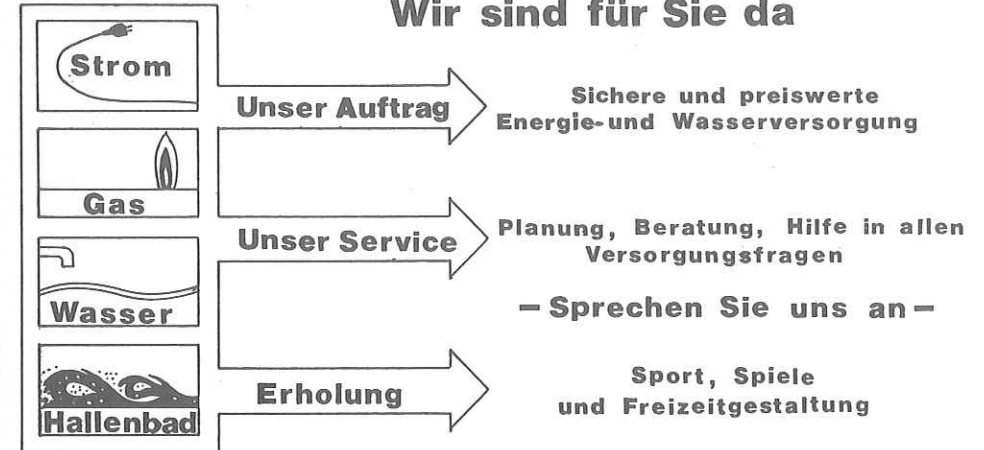 Wir sind für Sie da
Strom
Gas
Wasser
Hallenbad
Unser Auftrag
Sichere und preiswerte
Energie-und Wasserversorgung
Unser Service
Planung, Beratung, Hilfe in allen
Versorgungsfragen
– Sprechen Sie uns an –
Erholung
Sport, Spiele
und Freizeitgestaltung